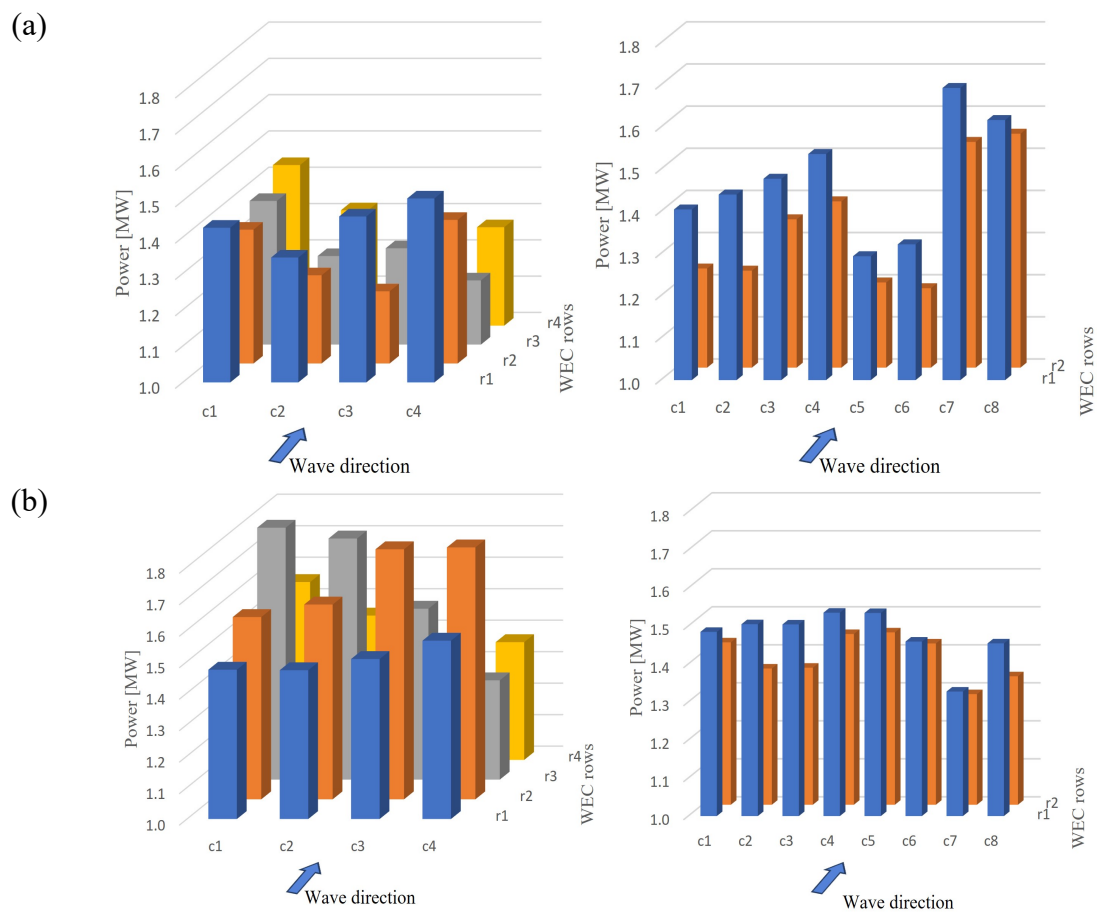 (a)
1.8
1.7
1.6
1.5
1.4
1.3
1.2
1.1
1.0
Power [MW]
c1 c2 c3 c4
r1
r2
r3
r4
WEC rows
Wave direction
1.8
1.7
1.6
1.5
1.4
1.3
1.2
1.1
1.0
Power [MW]
c1 c2 c3 c4 c5 c6 c7 c8
r1
r2
WEC rows
Wave direction
(b)
1.8
1.7
1.6
1.5
1.4
1.3
1.2
1.1
1.0
Power [MW]
c1 c2 c3 c4
r1
r2
r3
r4
WEC rows
Wave direction
1.8
1.7
1.6
1.5
1.4
1.3
1.2
1.1
1.0
Power [MW]
c1 c2 c3 c4 c5 c6 c7 c8
r1
r2
WEC rows
Wave direction